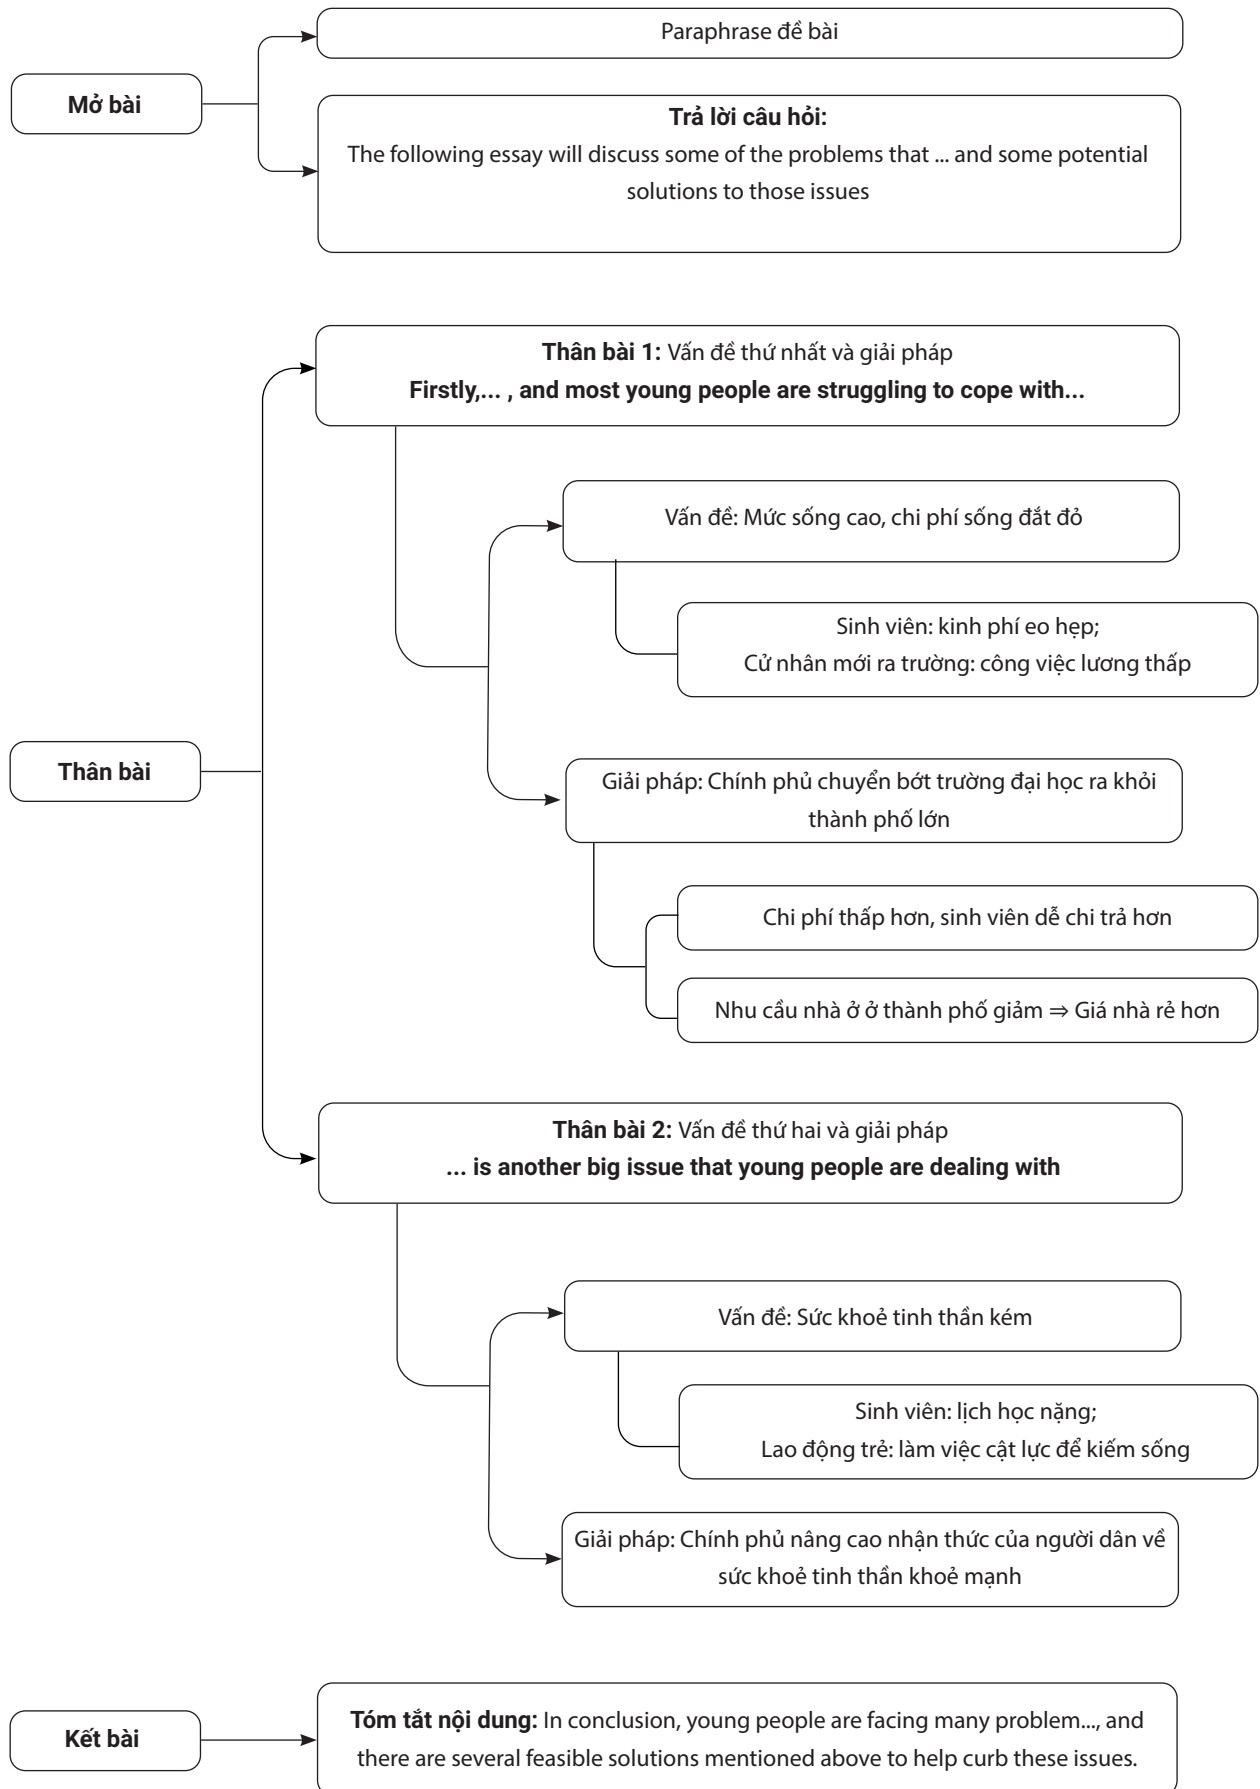 Mở bài
Paraphrase đề bài
Trả lời câu hỏi:
The following essay will discuss some of the problems that ... and some potential
solutions to those issues
Thân bài
Thân bài 1: Vấn đề thứ nhất và giải pháp
Firstly,... , and most young people are struggling to cope with...
Vấn đề: Mức sống cao, chi phí sống đắt đỏ
Sinh viên: kinh phí eo hẹp;
Cử nhân mới ra trường: công việc lương thấp
Giải pháp: Chính phủ chuyển bớt trường đại học ra khỏi
thành phố lớn
Chi phí thấp hơn, sinh viên dễ chi trả hơn
Nhu cầu nhà ở ở thành phố giảm ⇒ Giá nhà rẻ hơn
Thân bài 2: Vấn đề thứ hai và giải pháp
... is another big issue that young people are dealing with
Vấn đề: Sức khoẻ tinh thần kém
Sinh viên: lịch học nặng;
Lao động trẻ: làm việc cật lực để kiếm sống
Giải pháp: Chính phủ nâng cao nhận thức của người dân về
sức khoẻ tinh thần khoẻ mạnh
Kết bài
Tóm tắt nội dung: In conclusion, young people are facing many problem..., and
there are several feasible solutions mentioned above to help curb these issues.